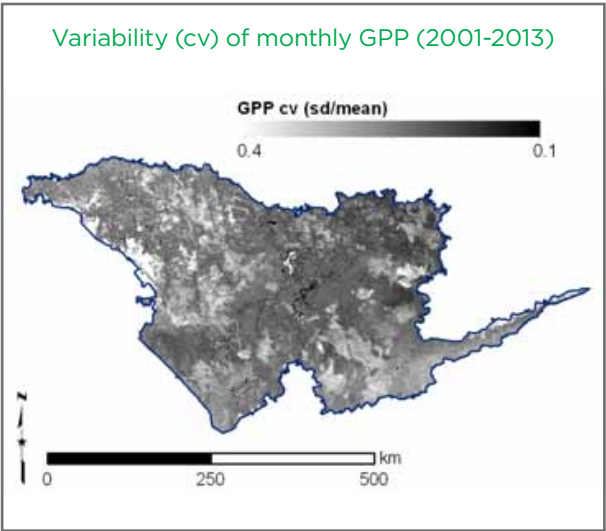 Variability (cv) of monthly GPP (2001-2013)
GPP cv (sd/mean)
0.4 0.1
N
km
0 250 500